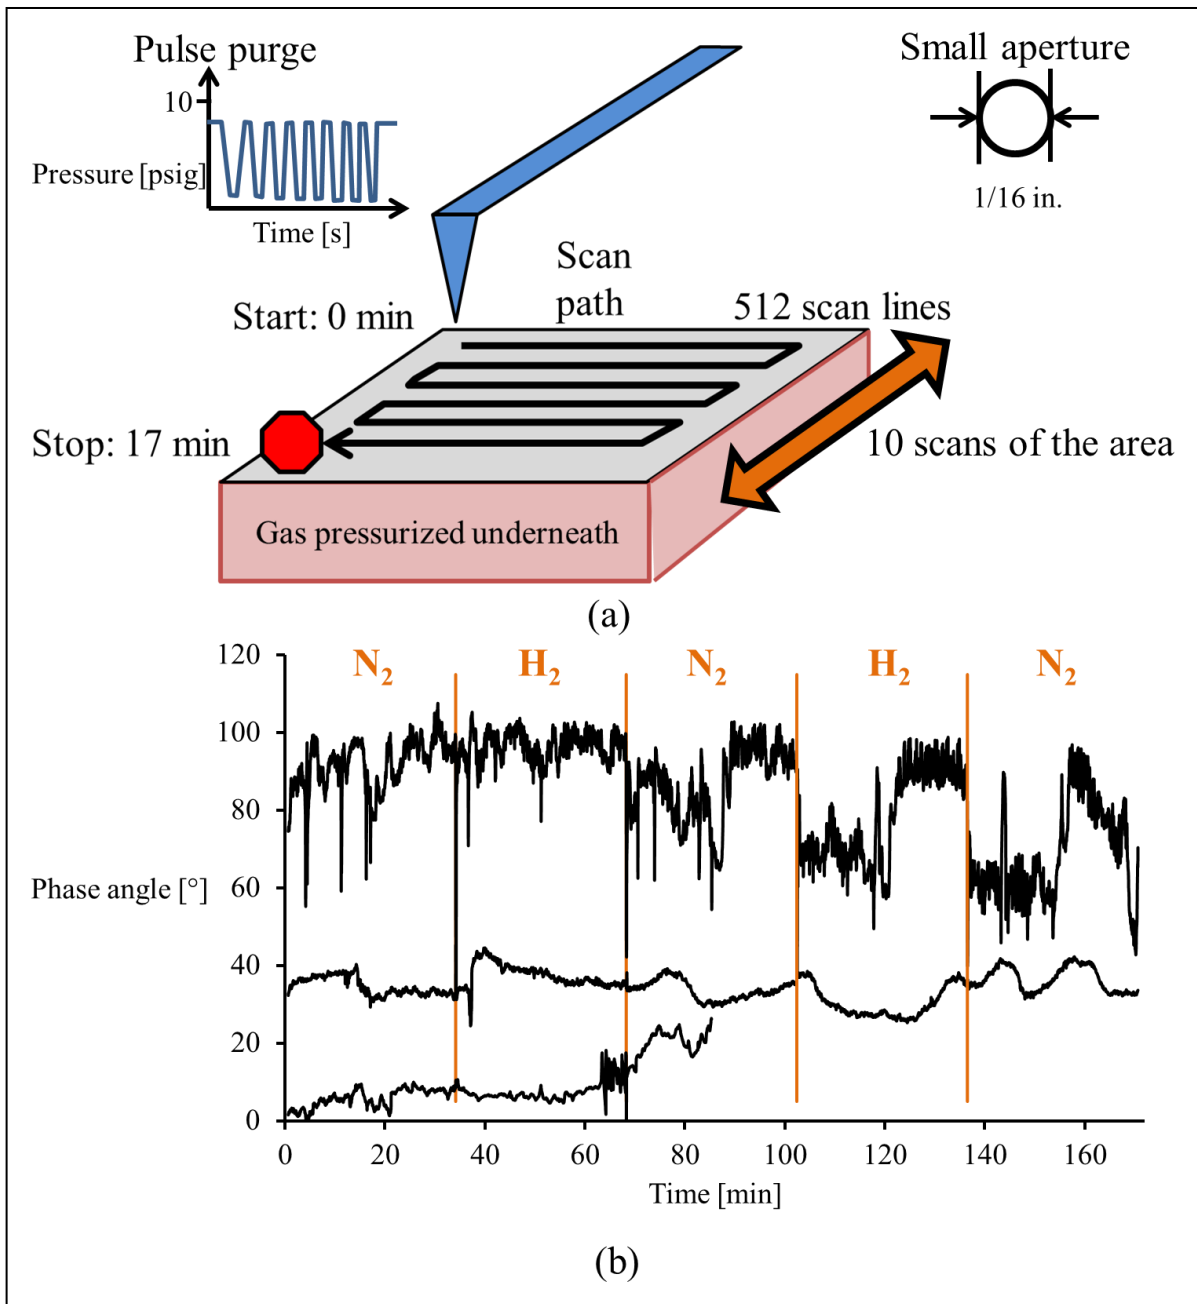 Pulse purge
Small aperture
10
Pressure [psig]
Time [s]
1/16 in.
Scan
path
Start: 0 min
512 scan lines
Stop: 17 min
10 scans of the area
Gas pressurized underneath
(a)
120
N₂
H₂
N₂
H₂
N₂
100
80
Phase angle [°]
60
40
20
0
0 20 40 60 80 100 120 140 160
Time [min]
(b)